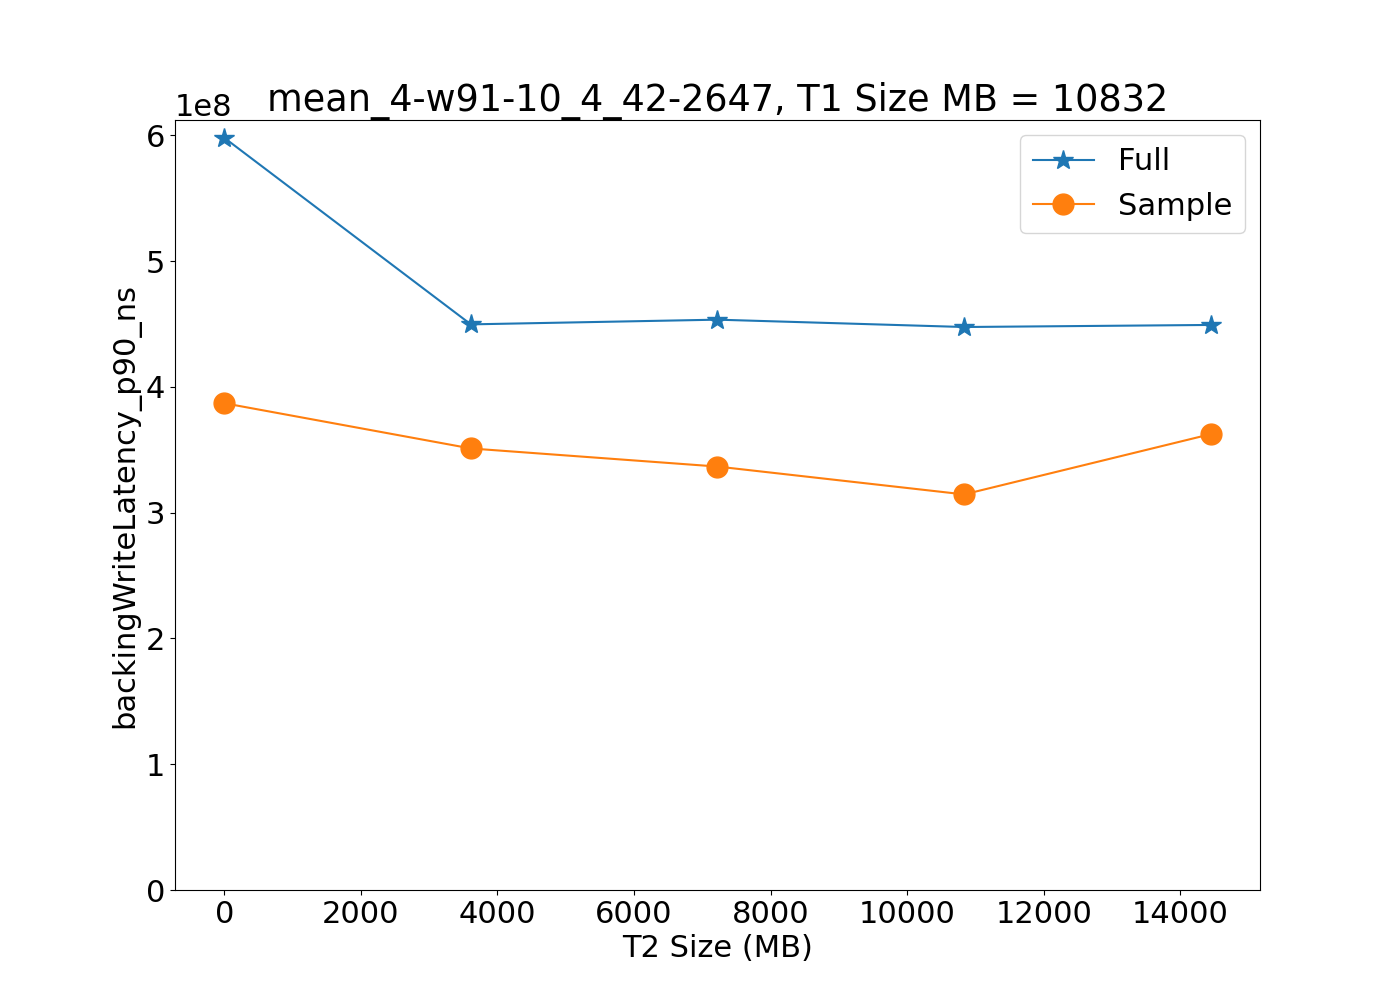 1e8
mean_4-w91-10_4_42-2647, T1 Size MB = 10832
Full
Sample
backingWriteLatency_p90_ns
6
5
4
3
2
1
0
0 2000 4000 6000 8000 10000 12000 14000
T2 Size (MB)